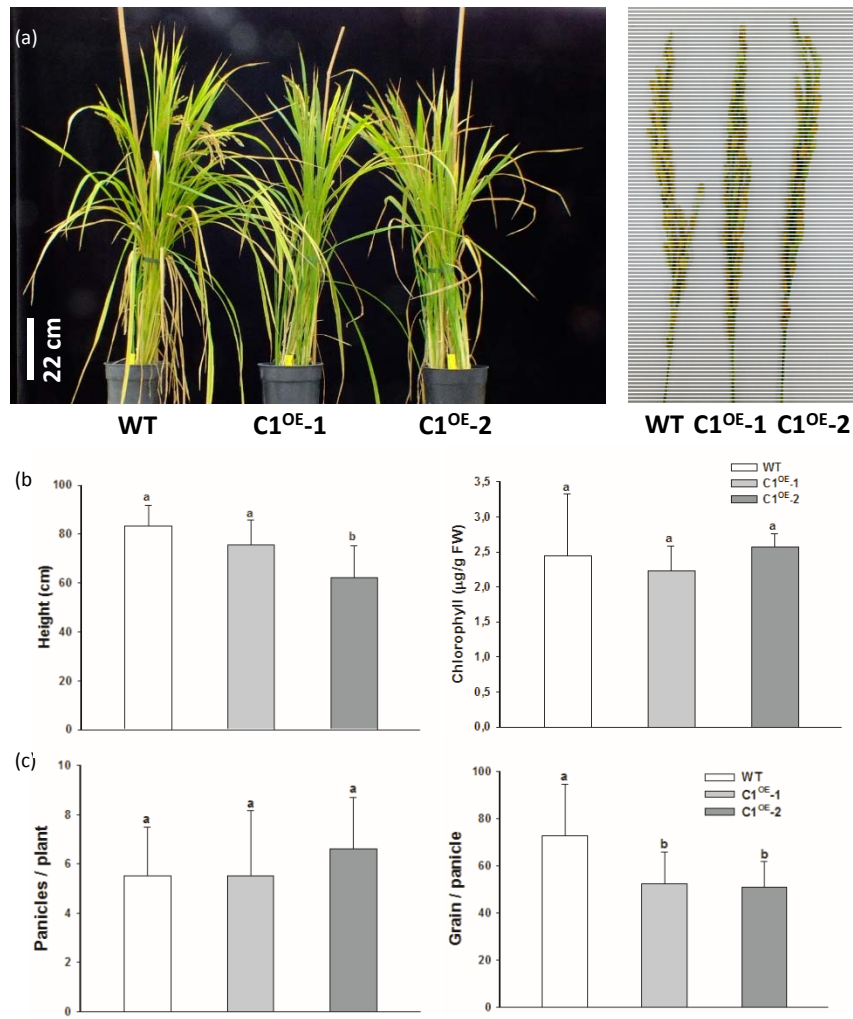 (a)
22 cm
WT C1OE-1 C1OE-2
WT C1OE-1 C1OE-2
(b
Height (cm)
100
80
60
40
20
0
a
a
b
Chlorophyll (µg/g FW)
3,5
3,0
2,5
2,0
1,5
1,0
0,5
0,0
a
a
a
WT
C1OE-1
C1OE-2
(c)
Panicles / plant
10
8
6
4
2
0
a
a
a
Grain / panicle
100
80
60
40
20
0
a
b
b
WT
C1OE-1
C1OE-2